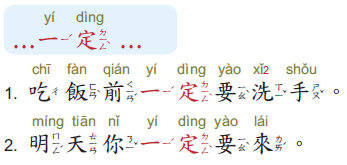 yí dìng
…一定…
chī fàn qián yí dìng yào xǐ2 shǒu
1. 吃飯前一定要洗手。
míng tiān nǐ yí dìng yào lái
2. 明天你一定要來。